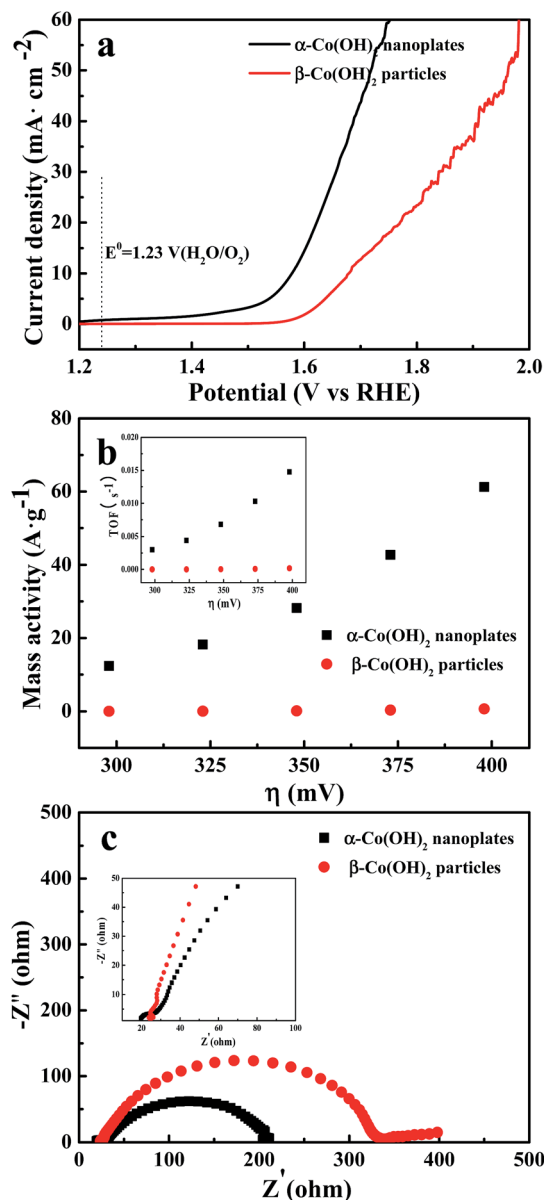 a
α-Co(OH)₂ nanoplates
β-Co(OH)₂ particles
E⁰=1.23 V(H₂O/O₂)
Current density (mA· cm⁻²)
60
50
40
30
20
10
0
1.2
1.4
1.6
1.8
2.0
Potential (V vs RHE)
b
Mass activity (A·g⁻¹)
80
60
40
20
0
TOF ( s⁻¹)
0.020
0.015
0.010
0.005
0.000
300
325
350
375
400
η (mV)
α-Co(OH)₂ nanoplates
β-Co(OH)₂ particles
300
325
350
375
400
η (mV)
c
α-Co(OH)₂ nanoplates
β-Co(OH)₂ particles
-Z'' (ohm)
500
400
300
200
100
0
-Z'' (ohm)
50
40
30
20
10
0
20
40
60
80
100
Z'(ohm)
0
100
200
300
400
500
Z'(ohm)